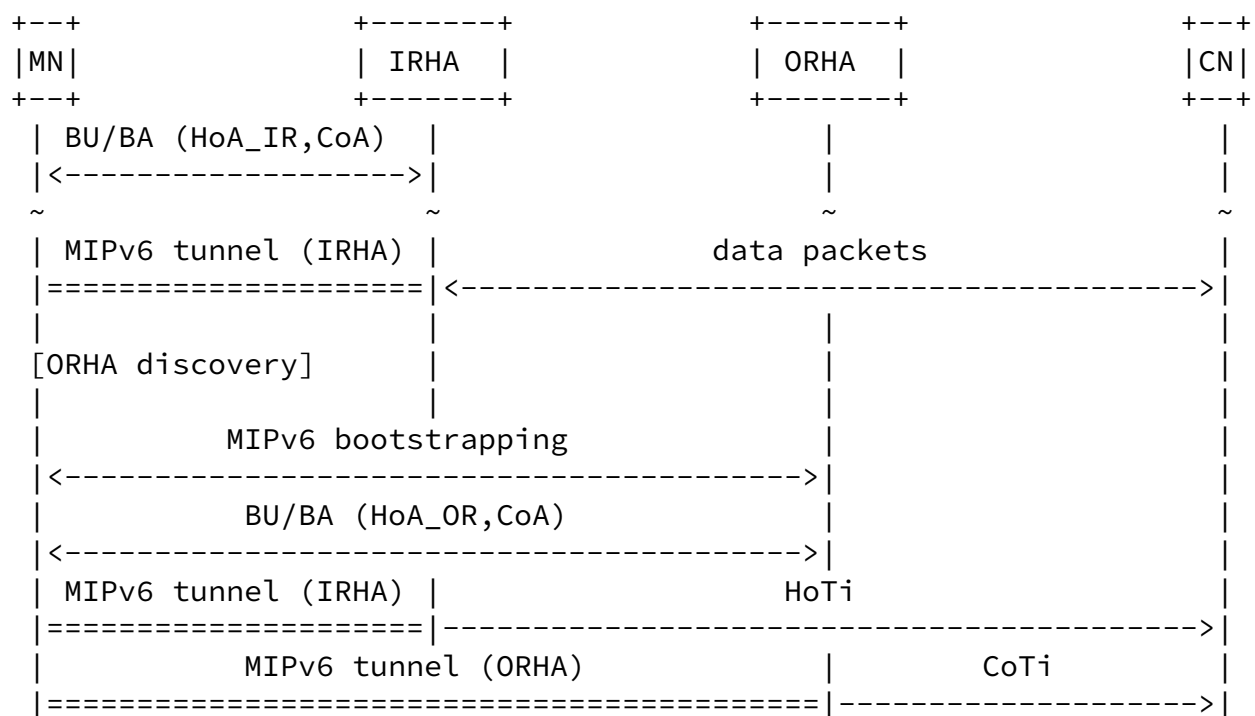 MN IRHA ORHA CN
BU/BA (HoA_IR,CoA)
MIPv6 tunnel (IRHA) data packets
[ORHA discovery]
MIPv6 bootstrapping
BU/BA (HoA_OR,CoA)
MIPv6 tunnel (IRHA) HoTi
MIPv6 tunnel (ORHA) CoTi